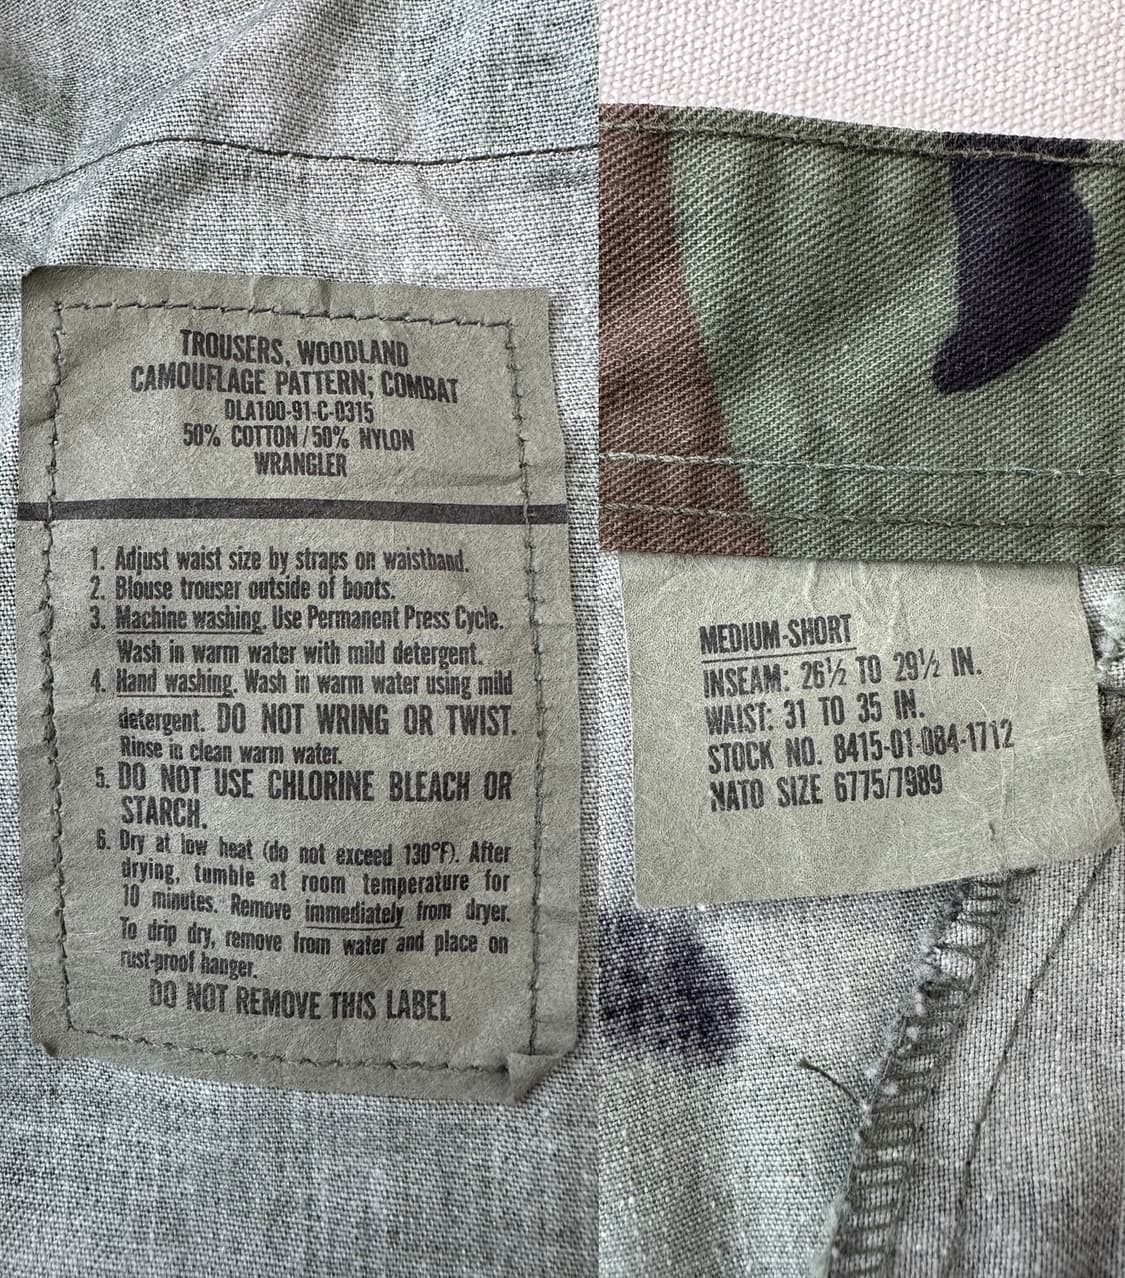 TROUSERS, WOODLAND
CAMOUFLAGE PATTERN; COMBAT
DLA100-91-C-0315
50% COTTON/50% NYLON
WRANGLER
1. Adjust waist size by straps on waistband.
2. Blouse trouser outside of boots.
3. Machine washing. Use Permanent Press Cycle.
Wash in warm water with mild detergent.
4. Hand washing. Wash in warm water using mild
detergent. DO NOT WRING OR TWIST.
Rinse in clean warm water.
5. DO NOT USE CHLORINE BLEACH OR
STARCH.
6. Dry at low heat (do not exceed 130°F). After
drying, tumble at room temperature for
10 minutes. Remove immediately from dryer.
To drip dry, remove from water and place on
rust-proof hanger.
DO NOT REMOVE THIS LABEL
MEDIUM-SHORT
INSEAM: 26½ TO 29½ IN.
WAIST: 31 TO 35 IN.
STOCK NO. 8415-01-084-1712
NATO SIZE 6775/7989